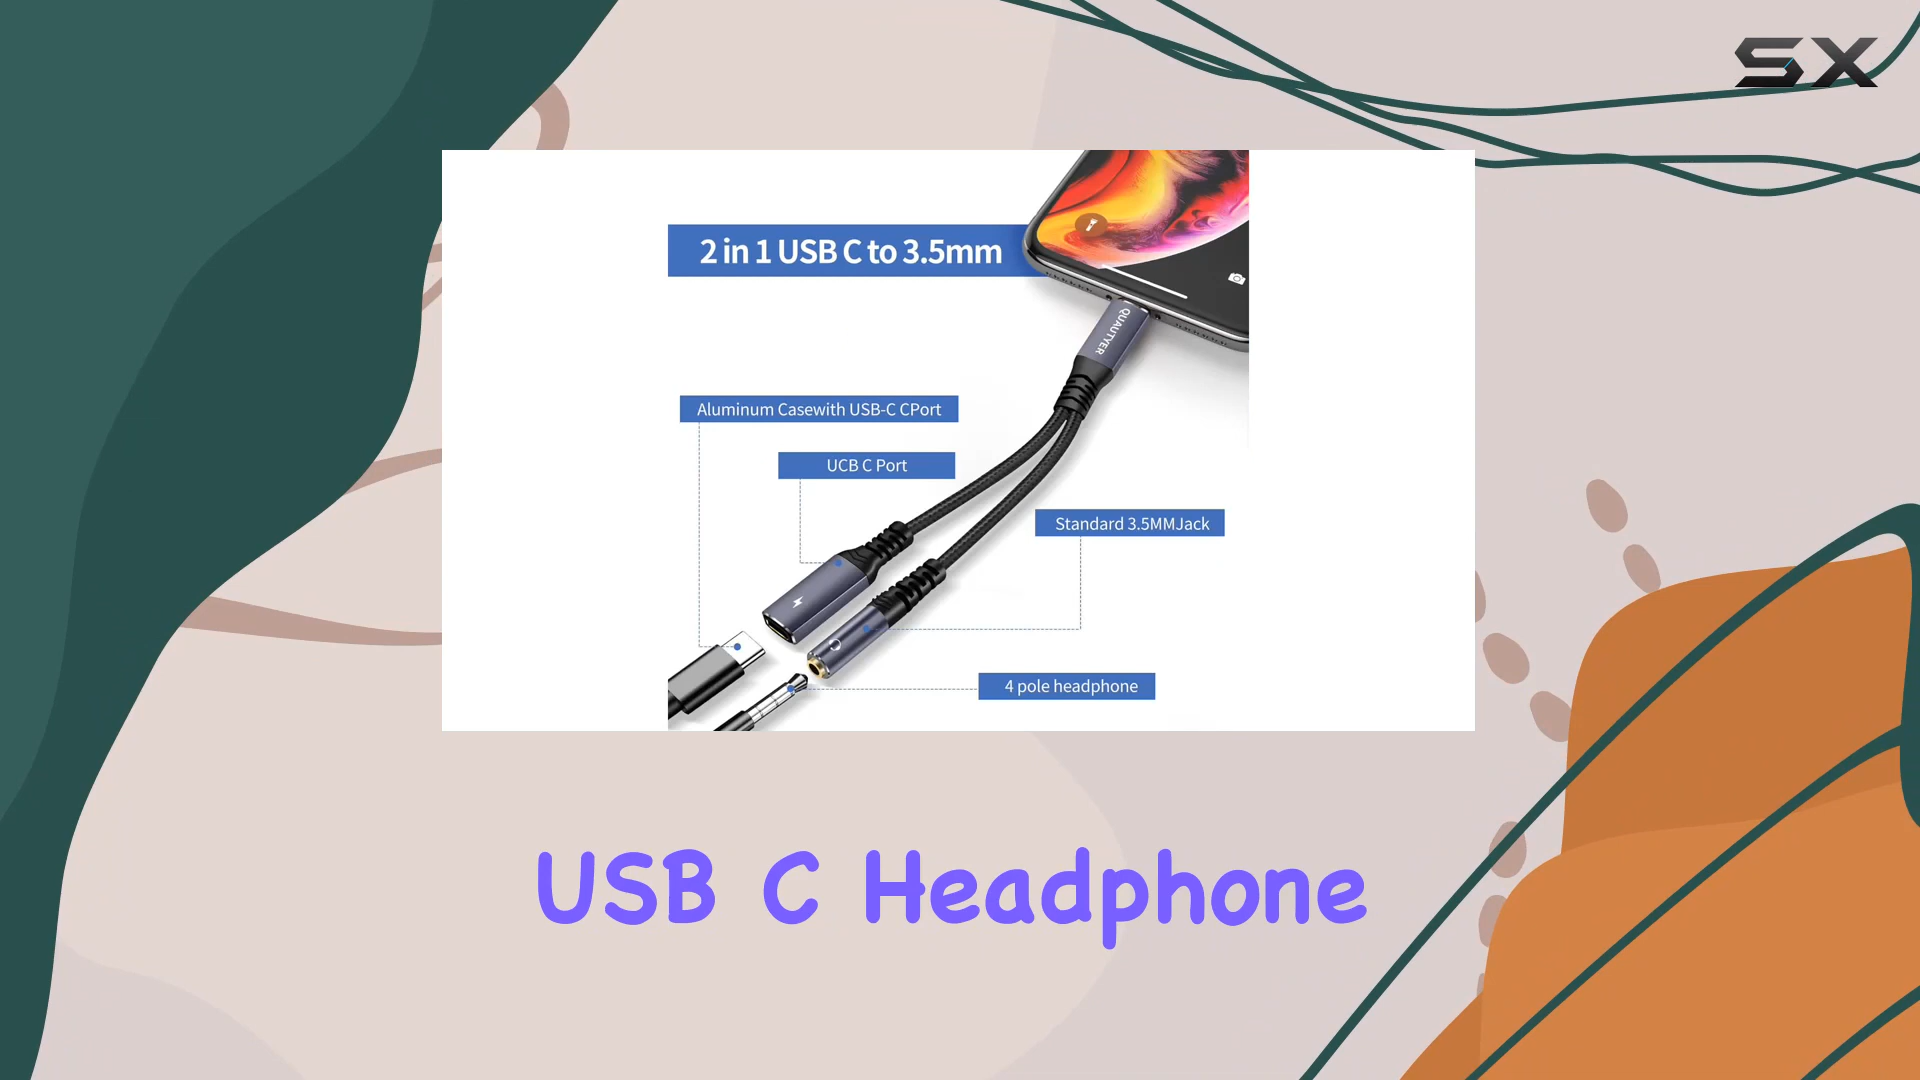 SX
2 in 1 USB C to 3.5mm
QUAUTYER
Aluminum Casewith USB-C CPort
UCB C Port
Standard 3.5MMJack
4 pole headphone
USB C Headphone